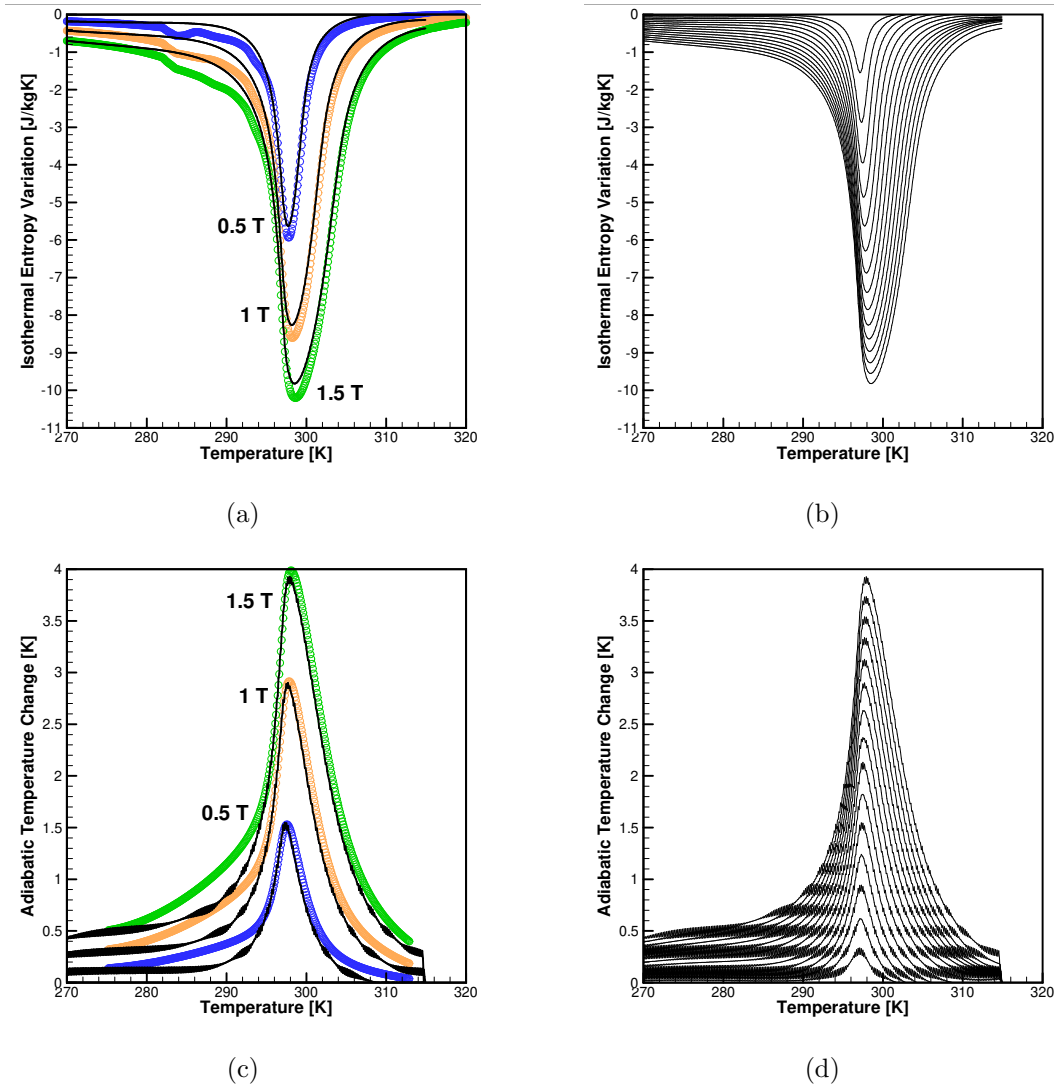 0
-1
-2
-3
-4
-5
-6
-7
-8
-9
-10
-11
Isothermal Entropy Variation [J/kgK]
0.5 T
1 T
1.5 T
270 280 290 300 310 320
Temperature [K]
(a)
0
-1
-2
-3
-4
-5
-6
-7
-8
-9
-10
-11
Isothermal Entropy Variation [J/kgK]
270 280 290 300 310 320
Temperature [K]
(b)
4
3.5
3
2.5
2
1.5
1
0.5
0
Adiabatic Temperature Change [K]
1.5 T
1 T
0.5 T
270 280 290 300 310 320
Temperature [K]
(c)
4
3.5
3
2.5
2
1.5
1
0.5
0
Adiabatic Temperature Change [K]
270 280 290 300 310 320
Temperature [K]
(d)